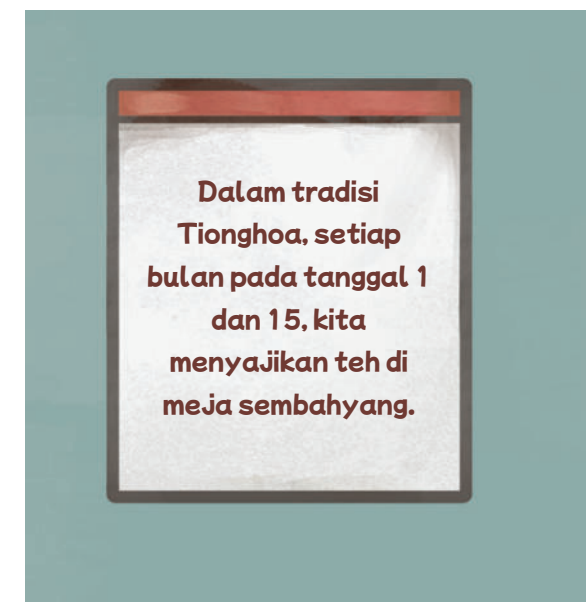 Dalam tradisi
Tionghoa, setiap
bulan pada tanggal 1
dan 15, kita
menyajikan teh di
meja sembahyang.